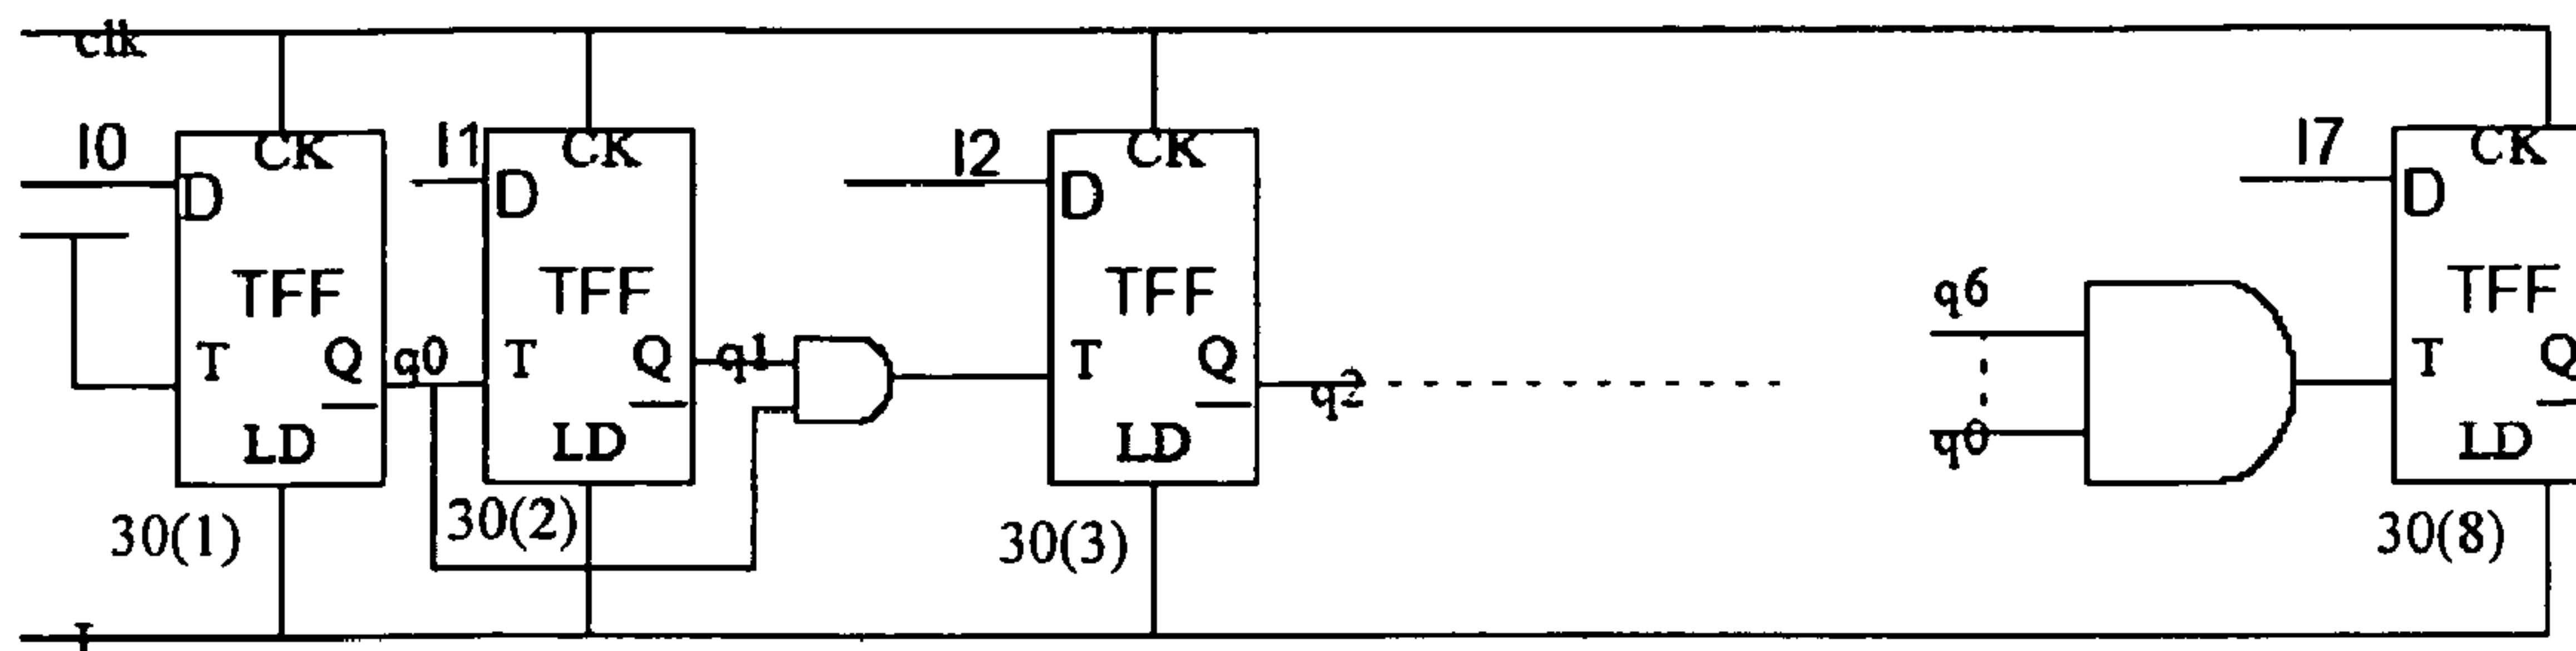 clk
I0 CK I1 CK I2 CK I7 CK
D D D D
TFF TFF TFF q6 TFF
T Q q0 T Q q1 T Q q2 T Q
LD LD LD q0 LD
30(1) 30(2) 30(3) 30(8)